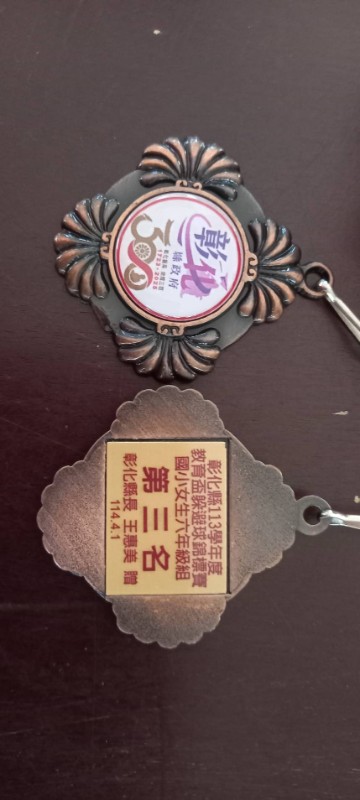 彰化
縣政府
300
1723-2023
彰化縣113學年度
教育盃躲避球錦標賽
國小女生六年級組
第三名
彰化縣長 王惠美 贈
114.4.1